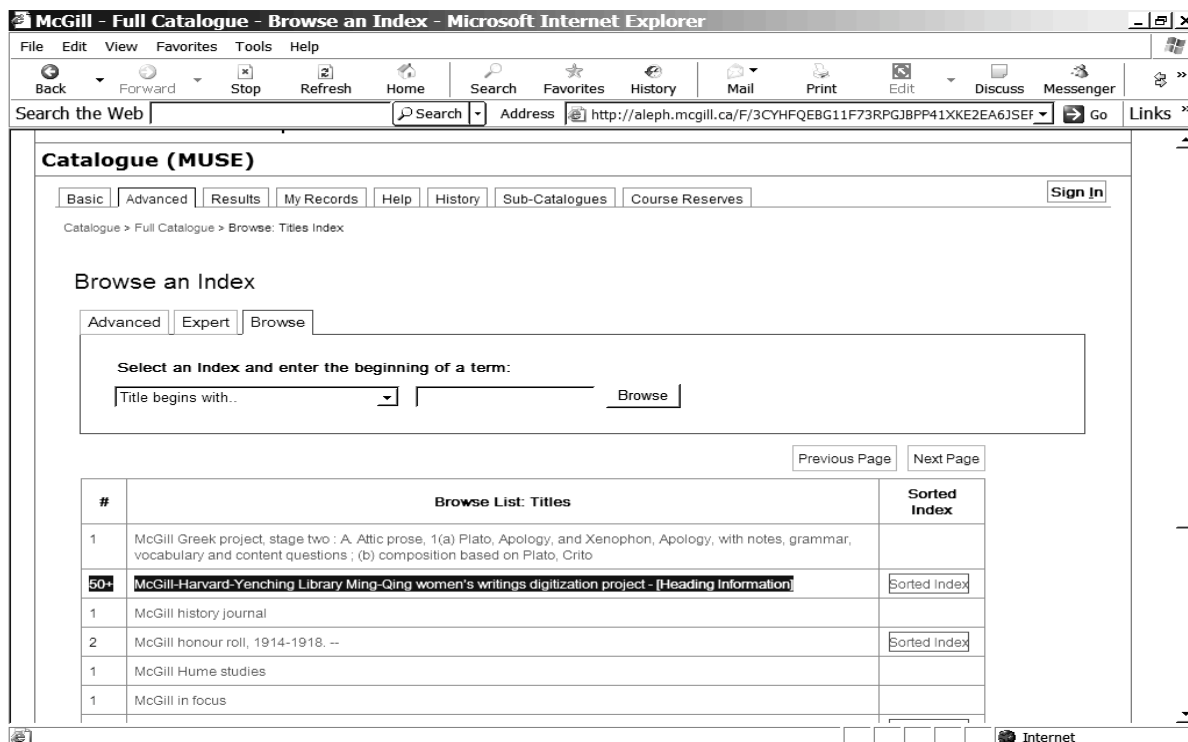 McGill - Full Catalogue - Browse an Index - Microsoft Internet Explorer
File Edit View Favorites Tools Help
Back Forward Stop Refresh Home Search Favorites History Mail Print Edit Discuss Messenger
Search the Web Search Address http://aleph.mcgill.ca/F/3CYHFQEBG11F73RPGJBPP41XKE2EA6JSEF Go Links
Catalogue (MUSE)
Basic Advanced Results My Records Help History Sub-Catalogues Course Reserves Sign In
Catalogue > Full Catalogue > Browse: Titles Index
Browse an Index
Advanced Expert Browse
Select an Index and enter the beginning of a term:
Title begins with.. Browse
Previous Page Next Page
# Browse List: Titles Sorted Index
1 McGill Greek project, stage two : A. Attic prose, 1(a) Plato, Apology, and Xenophon, Apology, with notes, grammar,
vocabulary and content questions ; (b) composition based on Plato, Crito
50+ McGill-Harvard-Yenching Library Ming-Qing women's writings digitization project - [Heading Information] Sorted Index
1 McGill history journal
2 McGill honour roll, 1914-1918. -- Sorted Index
1 McGill Hume studies
1 McGill in focus
Internet